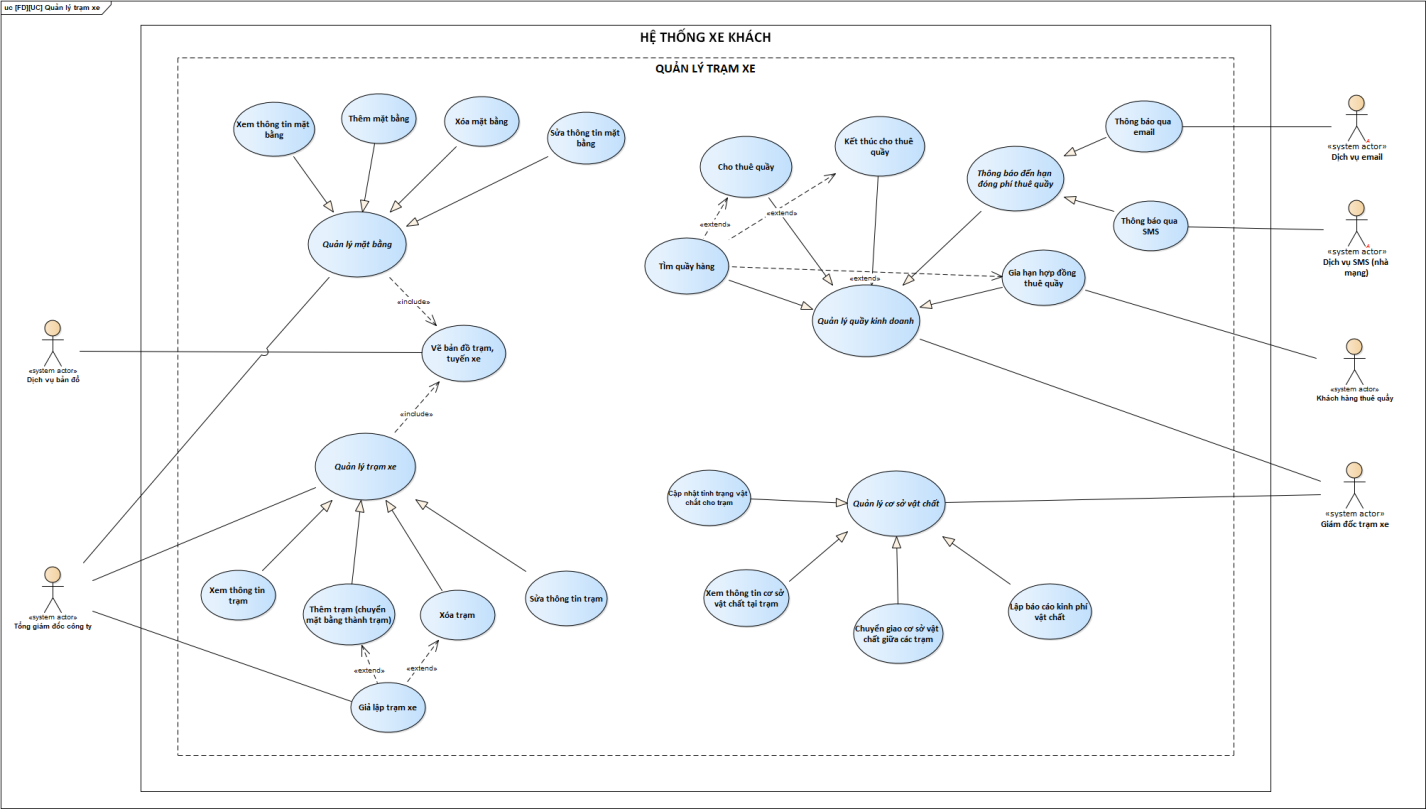 uc [FD][UC] Quản lý trạm xe
HỆ THỐNG XE KHÁCH
QUẢN LÝ TRẠM XE
Xem thông tin mặt
bằng
Thêm mặt bằng
Xóa mặt bằng
Sửa thông tin mặt
bằng
Quản lý mặt bằng
«include»
Vẽ bản đồ trạm,
tuyến xe
«include»
Quản lý trạm xe
Xem thông tin
trạm
Thêm trạm (chuyển
mặt bằng thành trạm)
Xóa trạm
Sửa thông tin trạm
«extend»
«extend»
Giả lập trạm xe
«system actor»
Dịch vụ bản đồ
«system actor»
Tổng giám đốc công ty
Cho thuê quầy
Kết thúc cho thuê
quầy
Thông báo đến hạn
đóng phí thuê quầy
Thông báo qua
email
Thông báo qua
SMS
«extend»
«extend»
Tìm quầy hàng
«extend»
Gia hạn hợp đồng
thuê quầy
Quản lý quầy kinh doanh
Cập nhật tình trạng vật
chất cho trạm
Quản lý cơ sở vật chất
Xem thông tin cơ sở
vật chất tại trạm
Chuyển giao cơ sở vật
chất giữa các trạm
Lập báo cáo kinh phí
vật chất
«system actor»
Dịch vụ email
«system actor»
Dịch vụ SMS (nhà
mạng)
«system actor»
Khách hàng thuê quầy
«system actor»
Giám đốc trạm xe